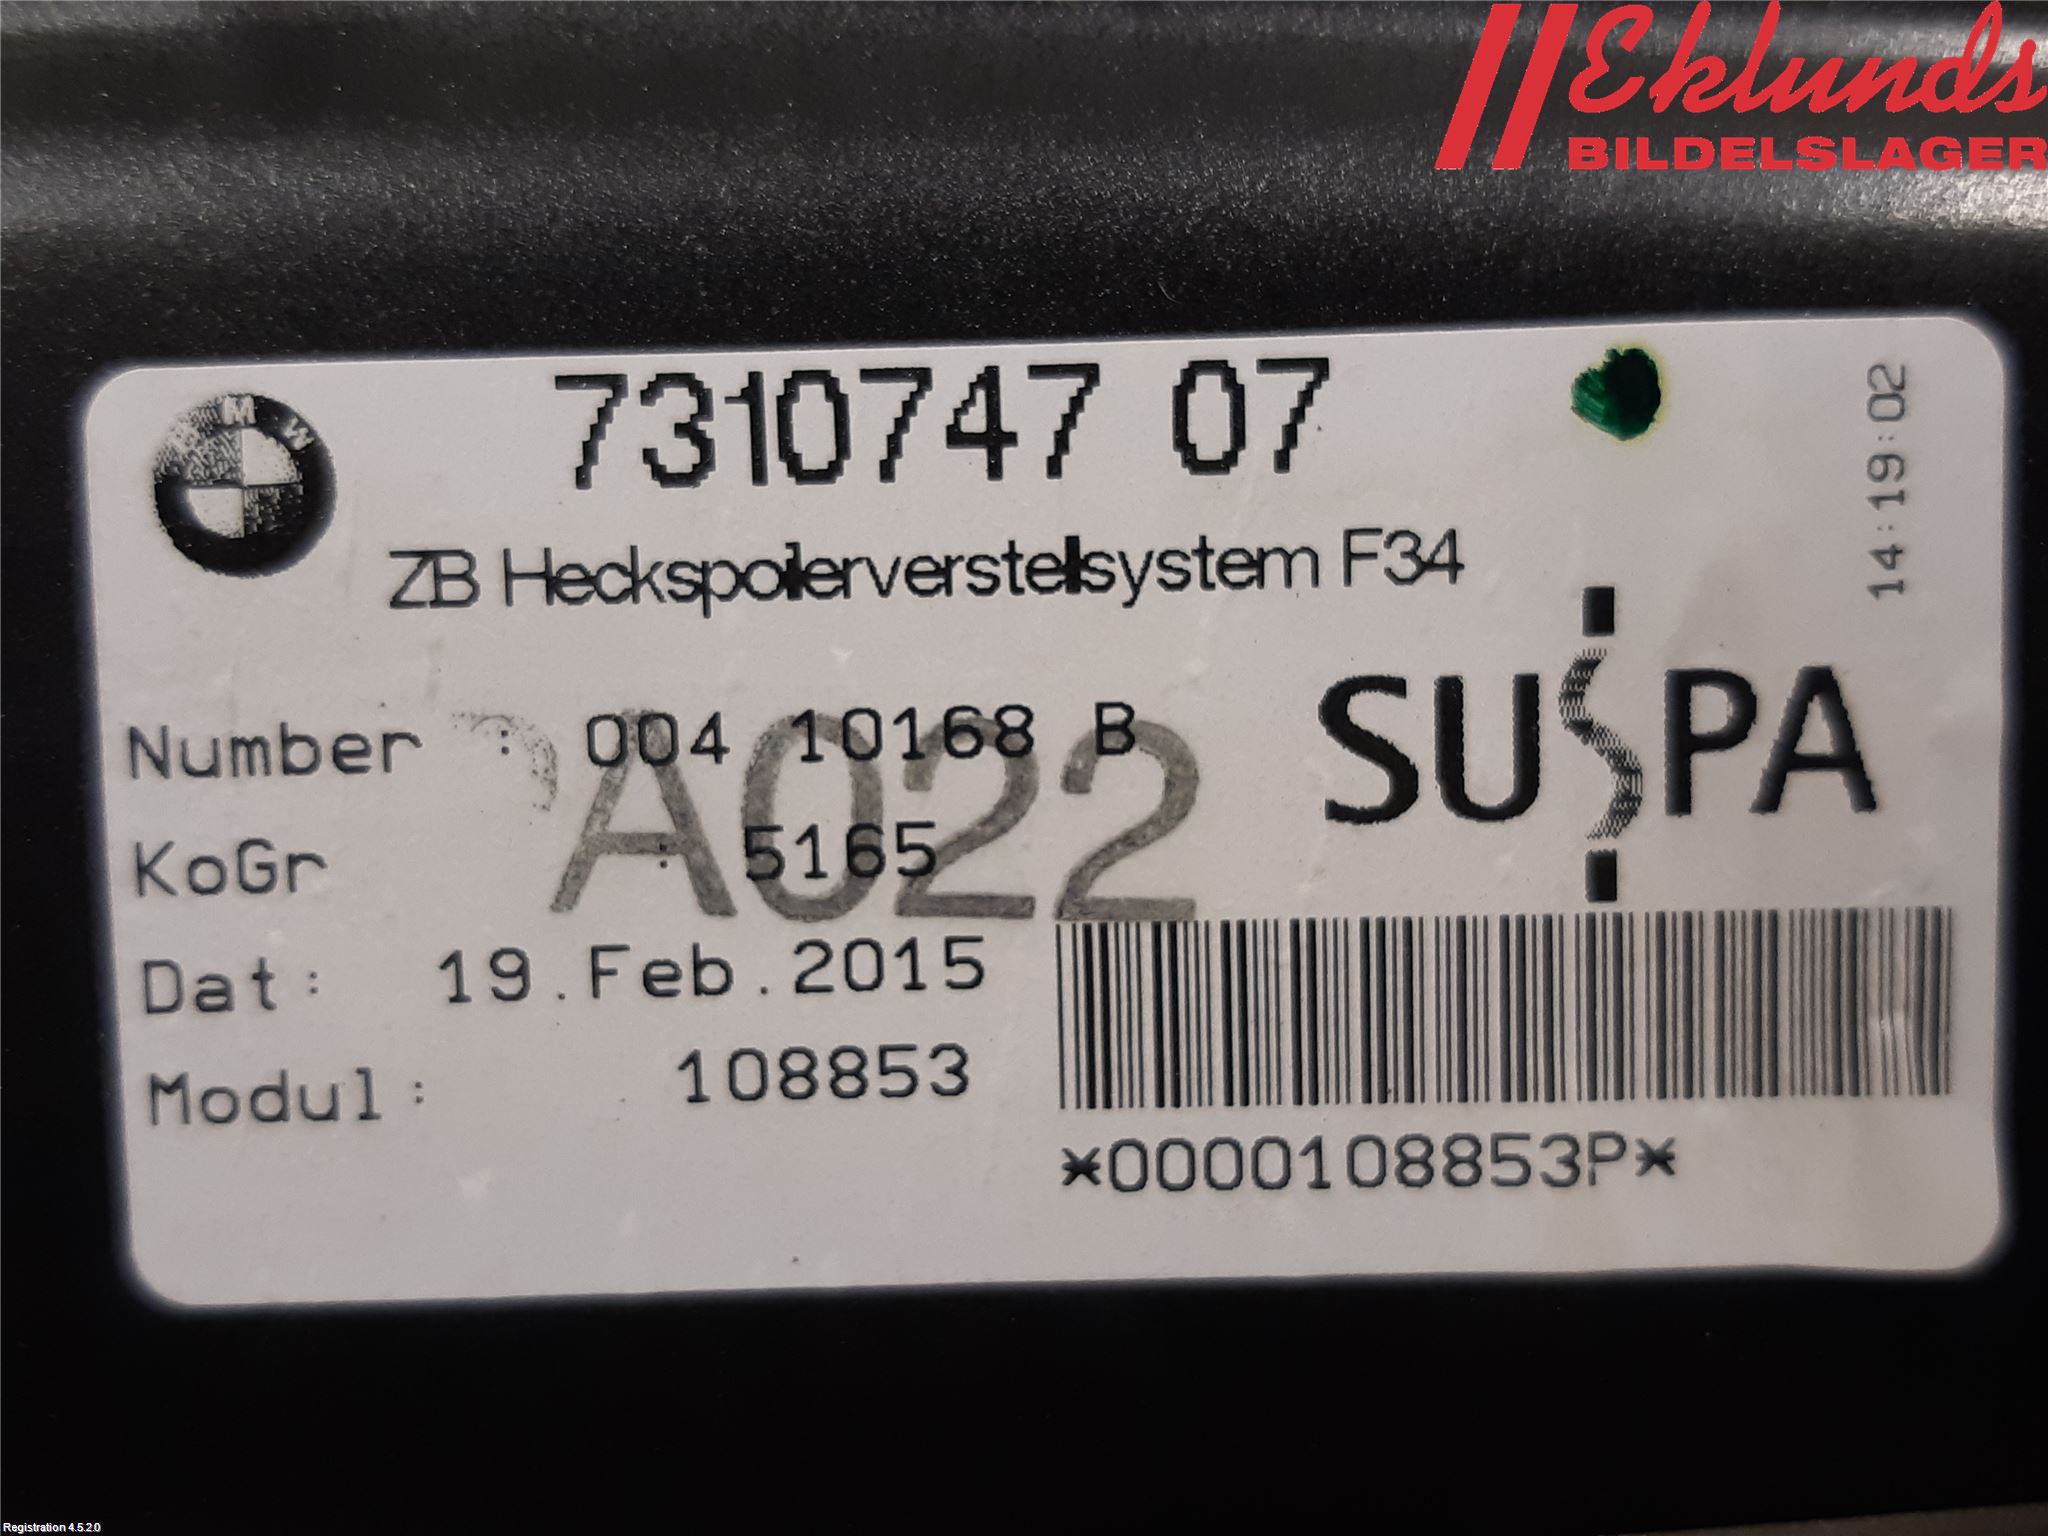 Eklunds
BILDELSLAGER
BMW
7310747 07
14:19:02
ZB Heckspoilerverstellsystem F34
Number : 004 10168 B
SUSPA
A022
KoGr : 5165
Dat: 19.Feb.2015
Modul: 108853
*0000108853P*
Registration 4.5.2.0